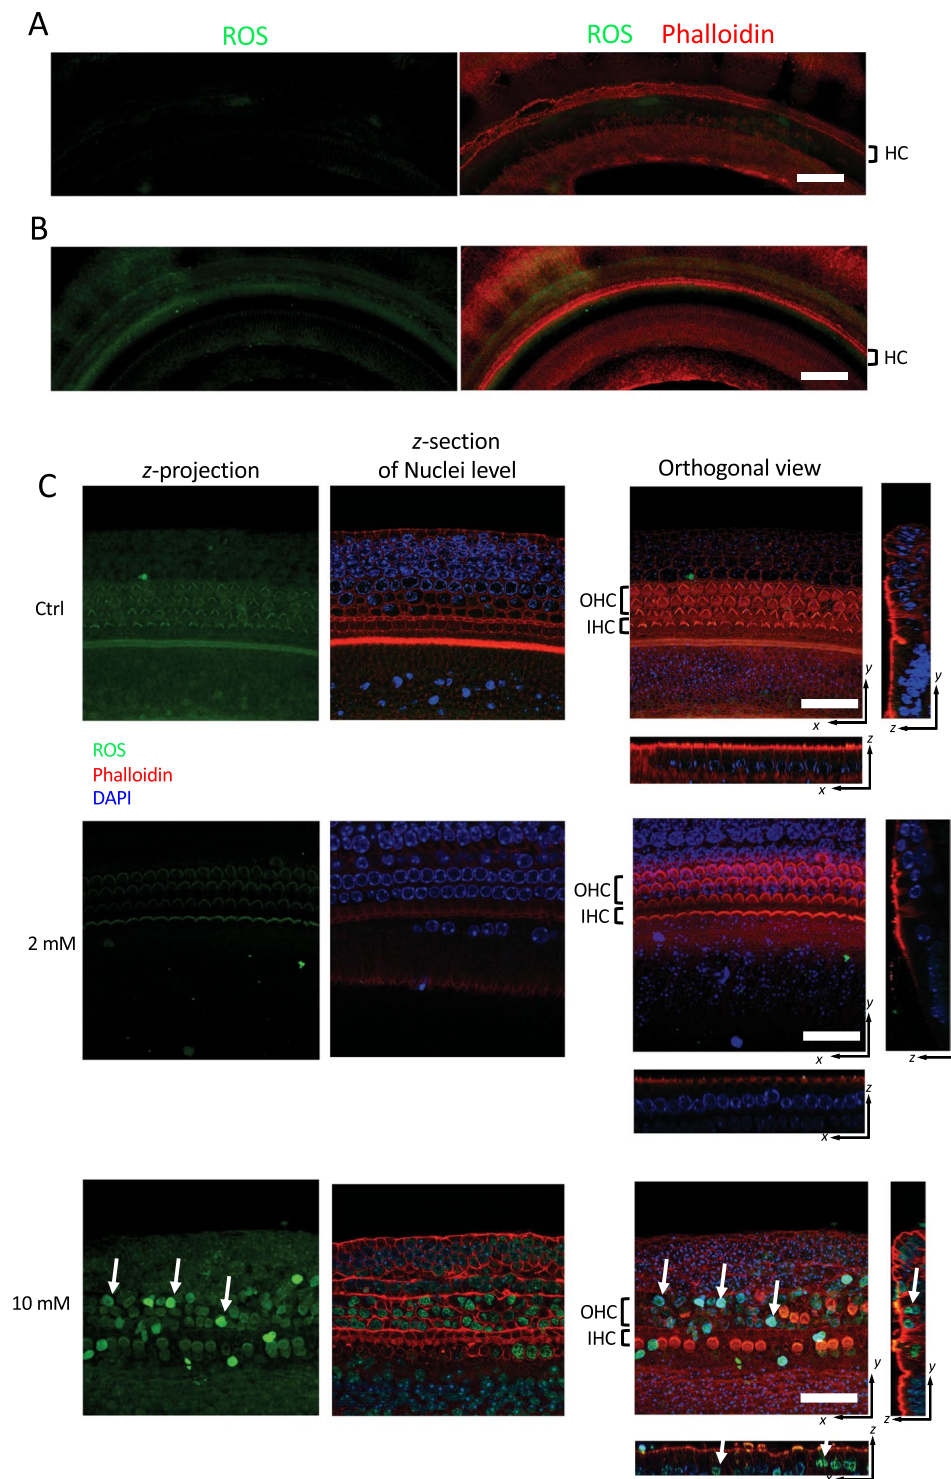 A
ROS
ROS Phalloidin
HC
B
HC
C
z-projection
z-section
of Nuclei level
Orthogonal view
Ctrl
OHC
IHC
y
x
z
y
z
x
ROS
Phalloidin
DAPI
2 mM
OHC
IHC
y
x
z
z
x
10 mM
OHC
IHC
y
x
z
y
z
x